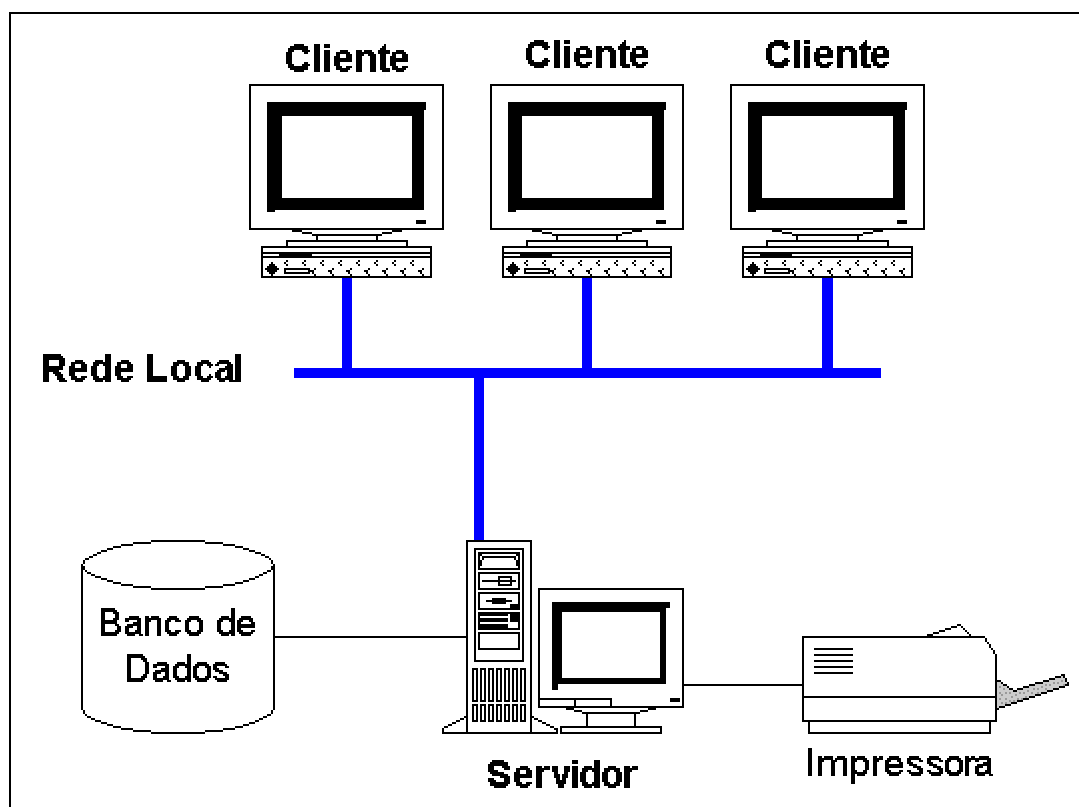 Cliente
Cliente
Cliente
Rede Local
Banco de
Dados
Servidor
Impressora